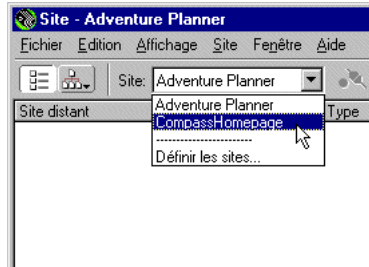 Site - Adventure Planner
Fichier Edition Affichage Site Fenêtre Aide
Site: Adventure Planner
Adventure Planner
Site distant Type
CompassHomepage
------------------------
Définir les sites...